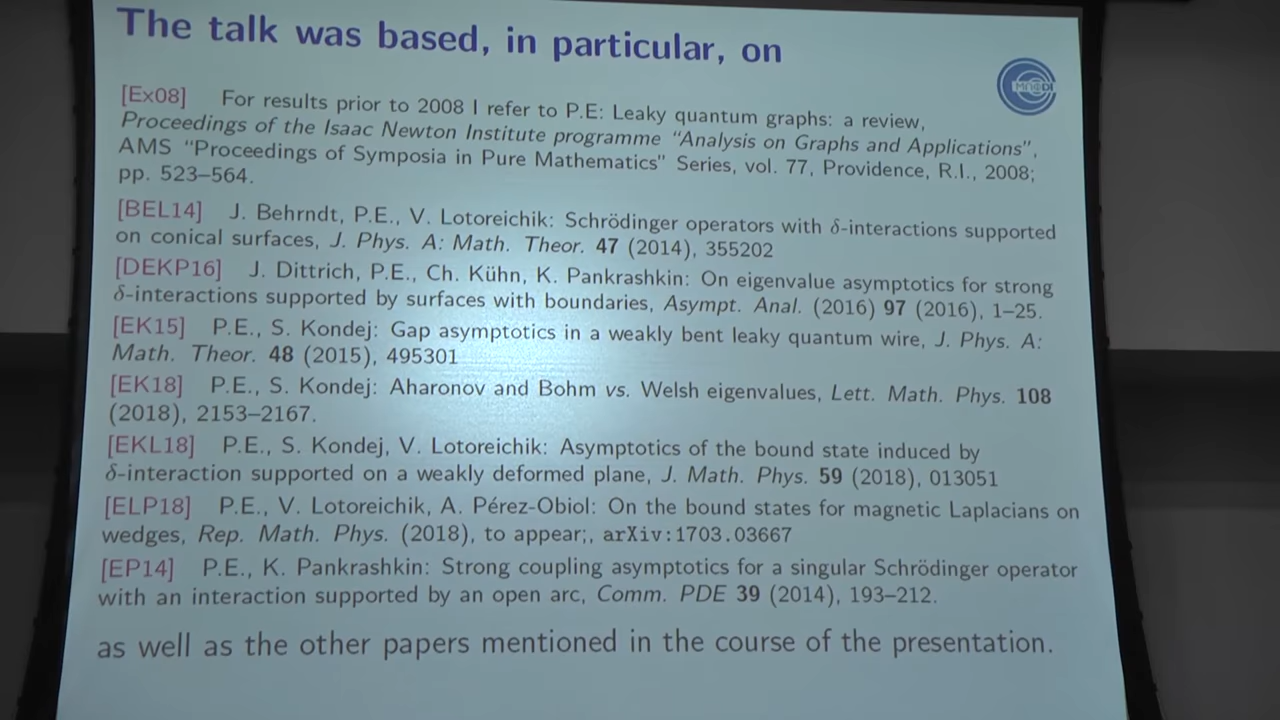 The talk was based, in particular, on
[Ex08] For results prior to 2008 I refer to P.E: Leaky quantum graphs: a review,
Proceedings of the Isaac Newton Institute programme “Analysis on Graphs and Applications”,
AMS “Proceedings of Symposia in Pure Mathematics” Series, vol. 77, Providence, R.I., 2008;
pp. 523–564.
[BEL14] J. Behrndt, P.E., V. Lotoreichik: Schrödinger operators with δ-interactions supported
on conical surfaces, J. Phys. A: Math. Theor. 47 (2014), 355202
[DEKP16] J. Dittrich, P.E., Ch. Kühn, K. Pankrashkin: On eigenvalue asymptotics for strong
δ-interactions supported by surfaces with boundaries, Asympt. Anal. (2016) 97 (2016), 1–25.
[EK15] P.E., S. Kondej: Gap asymptotics in a weakly bent leaky quantum wire, J. Phys. A:
Math. Theor. 48 (2015), 495301
[EK18] P.E., S. Kondej: Aharonov and Bohm vs. Welsh eigenvalues, Lett. Math. Phys. 108
(2018), 2153–2167.
[EKL18] P.E., S. Kondej, V. Lotoreichik: Asymptotics of the bound state induced by
δ-interaction supported on a weakly deformed plane, J. Math. Phys. 59 (2018), 013051
[ELP18] P.E., V. Lotoreichik, A. Pérez-Obiol: On the bound states for magnetic Laplacians on
wedges, Rep. Math. Phys. (2018), to appear;, arXiv:1703.03667
[EP14] P.E., K. Pankrashkin: Strong coupling asymptotics for a singular Schrödinger operator
with an interaction supported by an open arc, Comm. PDE 39 (2014), 193–212.
as well as the other papers mentioned in the course of the presentation.